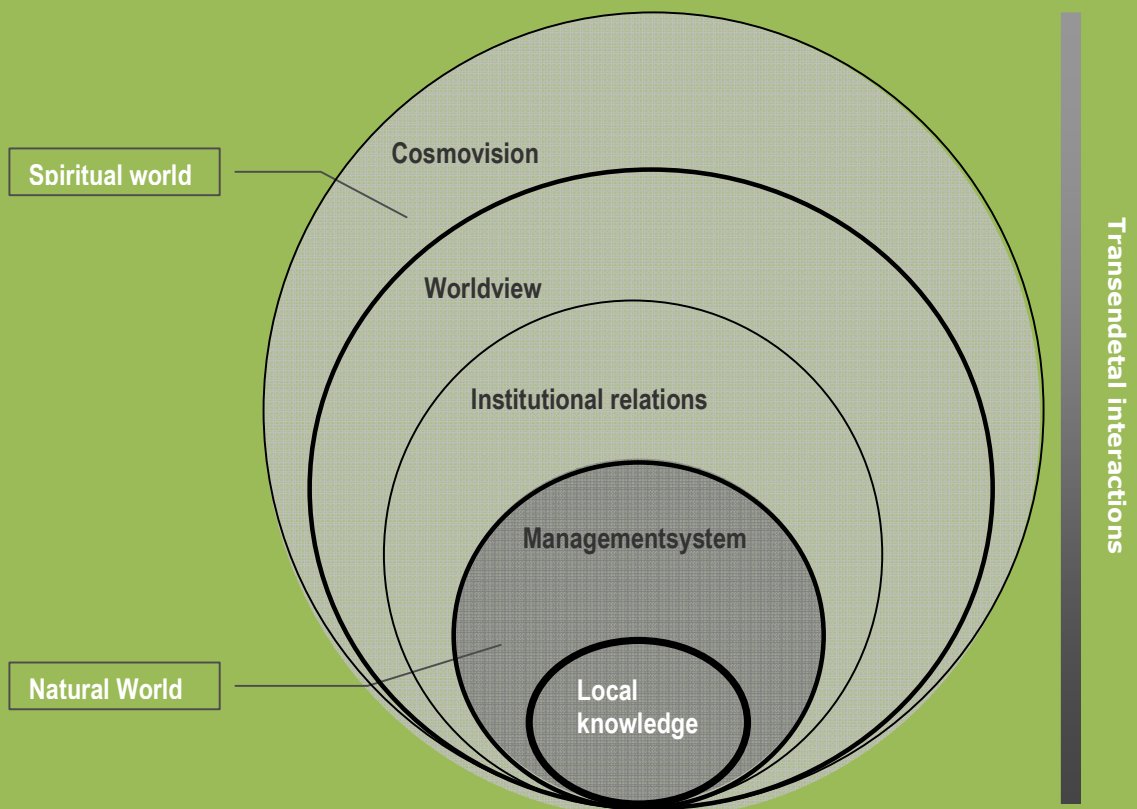 Cosmovision
Spiritual world
Worldview
Institutional relations
Managementsystem
Natural World
Local
knowledge
Transendetal interactions